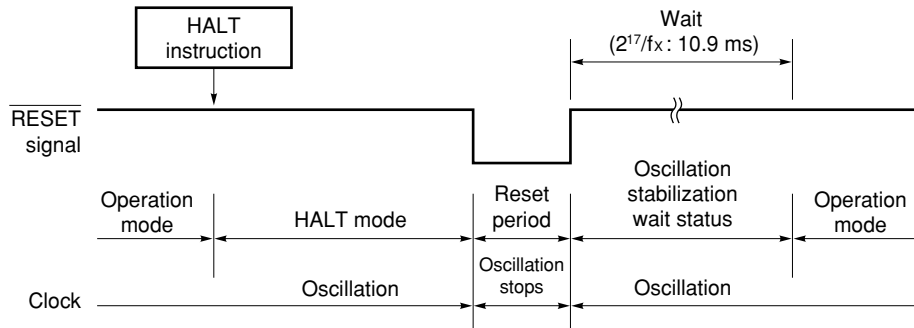 HALT
instruction
Wait
(2¹⁷/fx : 10.9 ms)
RESET
signal
Operation
mode
HALT mode
Reset
period
Oscillation
stabilization
wait status
Operation
mode
Clock
Oscillation
Oscillation
stops
Oscillation